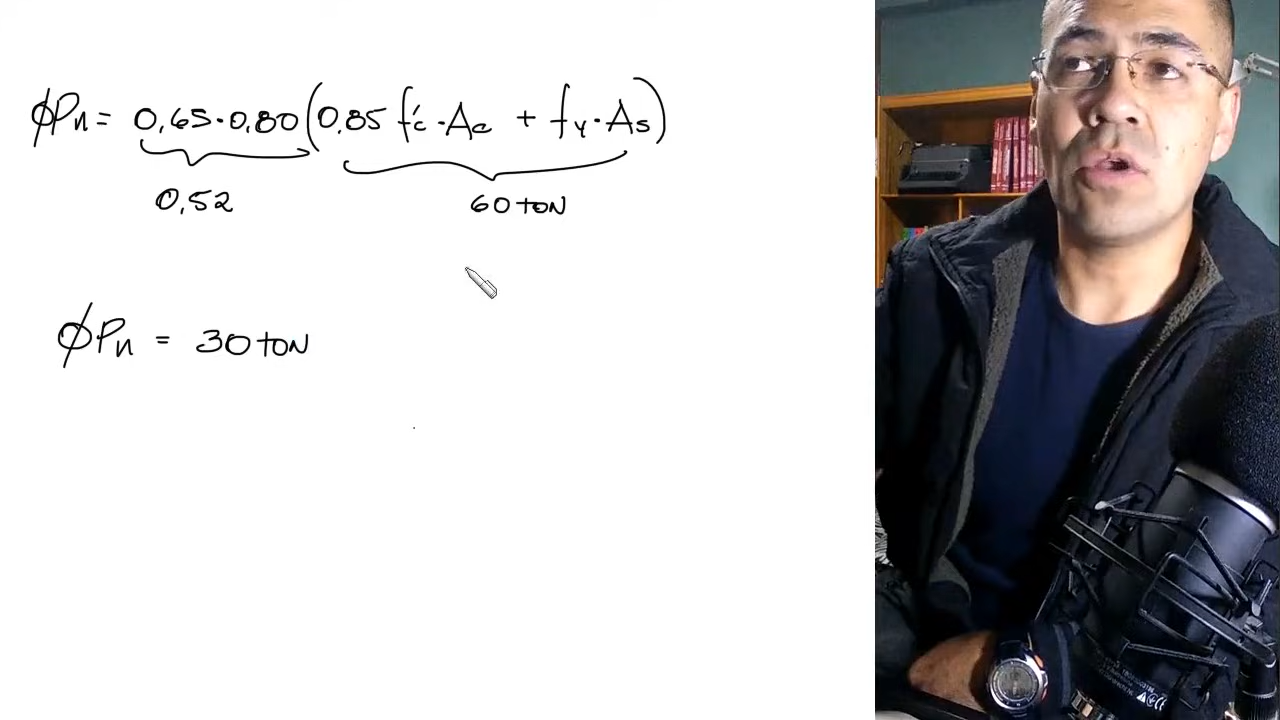 ϕPn = 0,65·0,80(0,85 f'c·Ac + fy·As)
0,52 60 TON
ϕPn = 30 TON